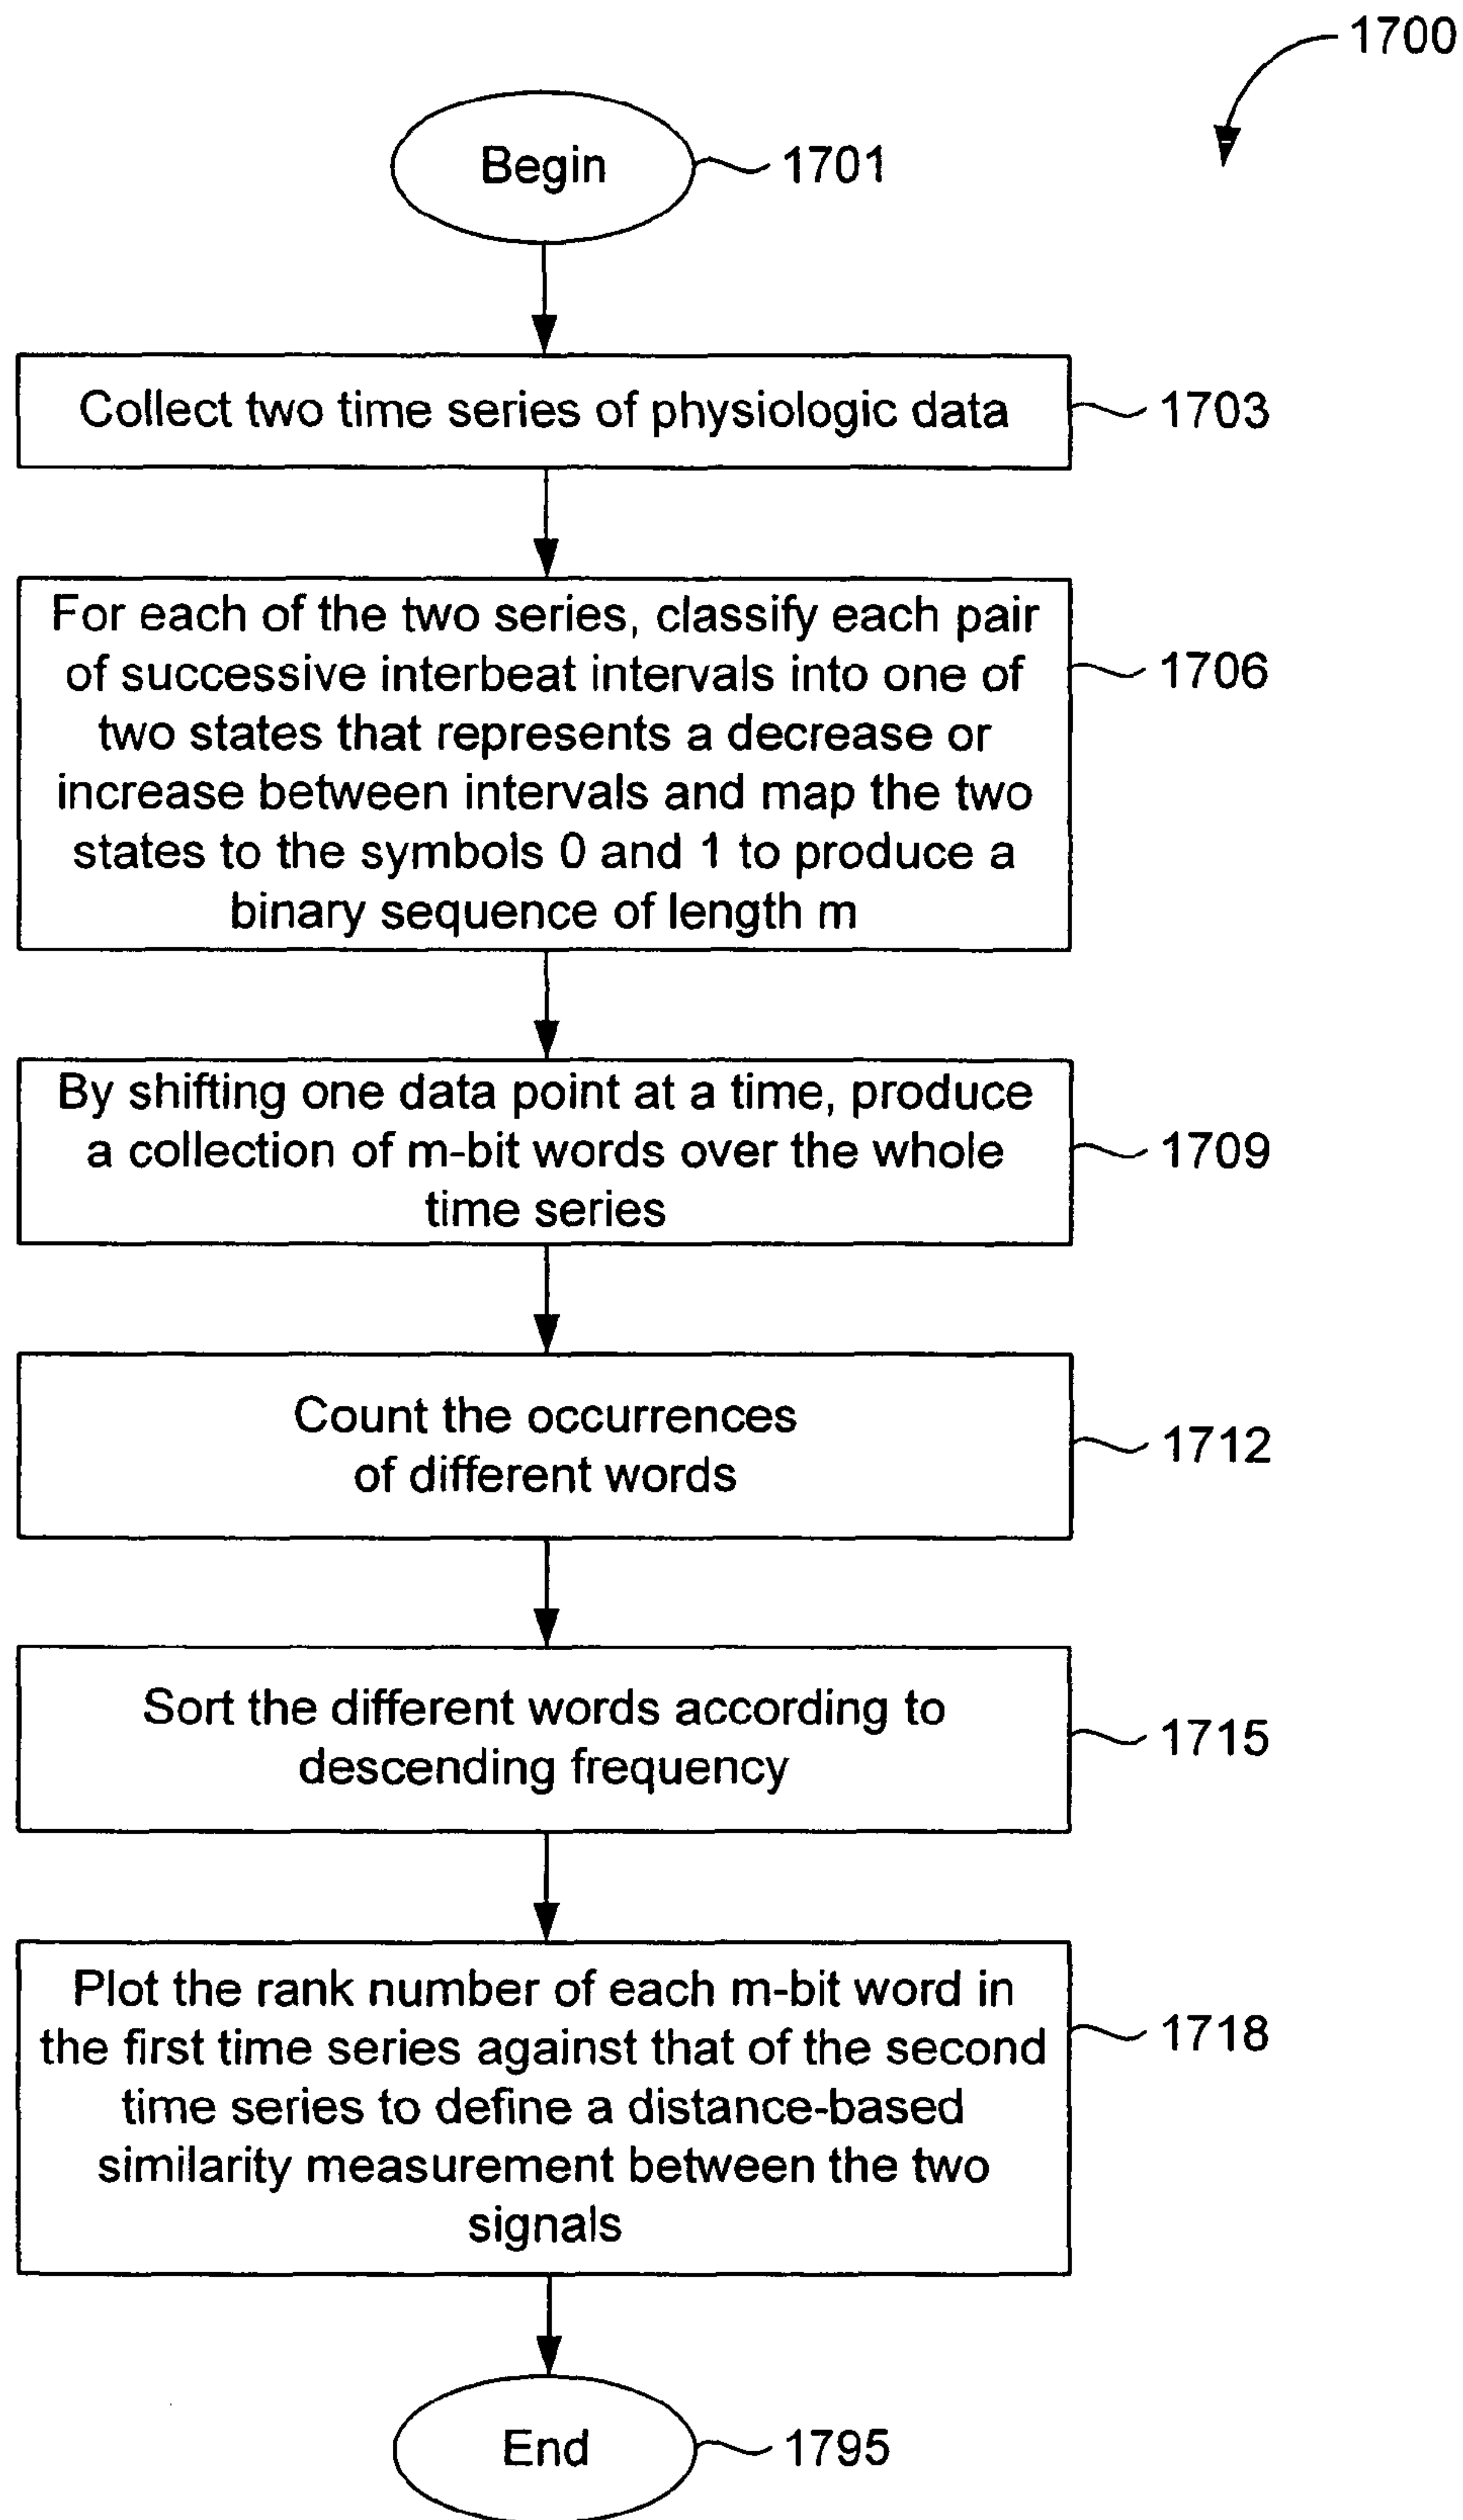 1700
Begin
1701
Collect two time series of physiologic data
1703
For each of the two series, classify each pair
of successive interbeat intervals into one of
two states that represents a decrease or
increase between intervals and map the two
states to the symbols 0 and 1 to produce a
binary sequence of length m
1706
By shifting one data point at a time, produce
a collection of m-bit words over the whole
time series
1709
Count the occurrences
of different words
1712
Sort the different words according to
descending frequency
1715
Plot the rank number of each m-bit word in
the first time series against that of the second
time series to define a distance-based
similarity measurement between the two
signals
1718
End
1795